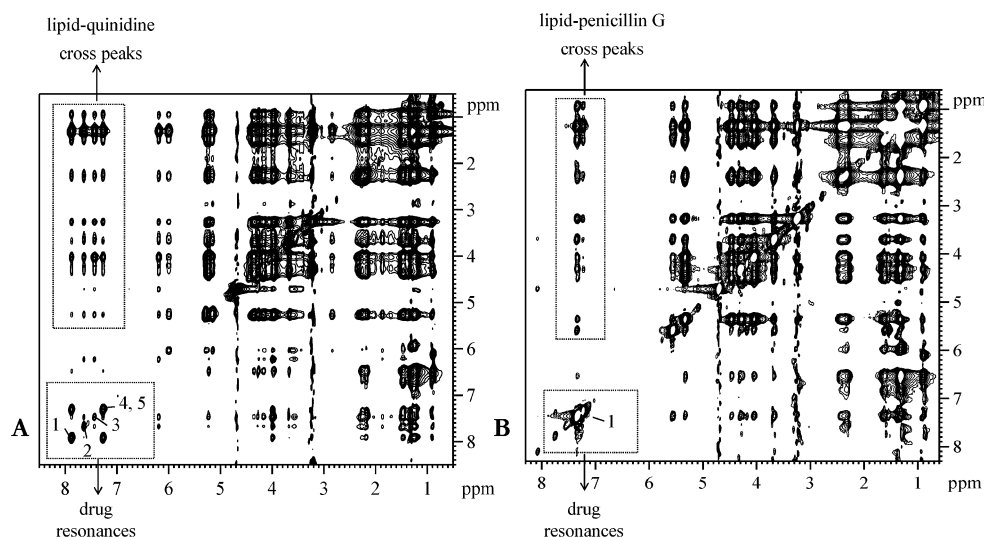 lipid-quinidine
cross peaks
ppm
2
3
4
5
6
7
8
1
2
3
4, 5
A
8 7 6 5 4 3 2 1 ppm
drug
resonances
lipid-penicillin G
cross peaks
ppm
1
2
3
4
5
6
7
8
1
B
8 7 6 5 4 3 2 1 ppm
drug
resonances